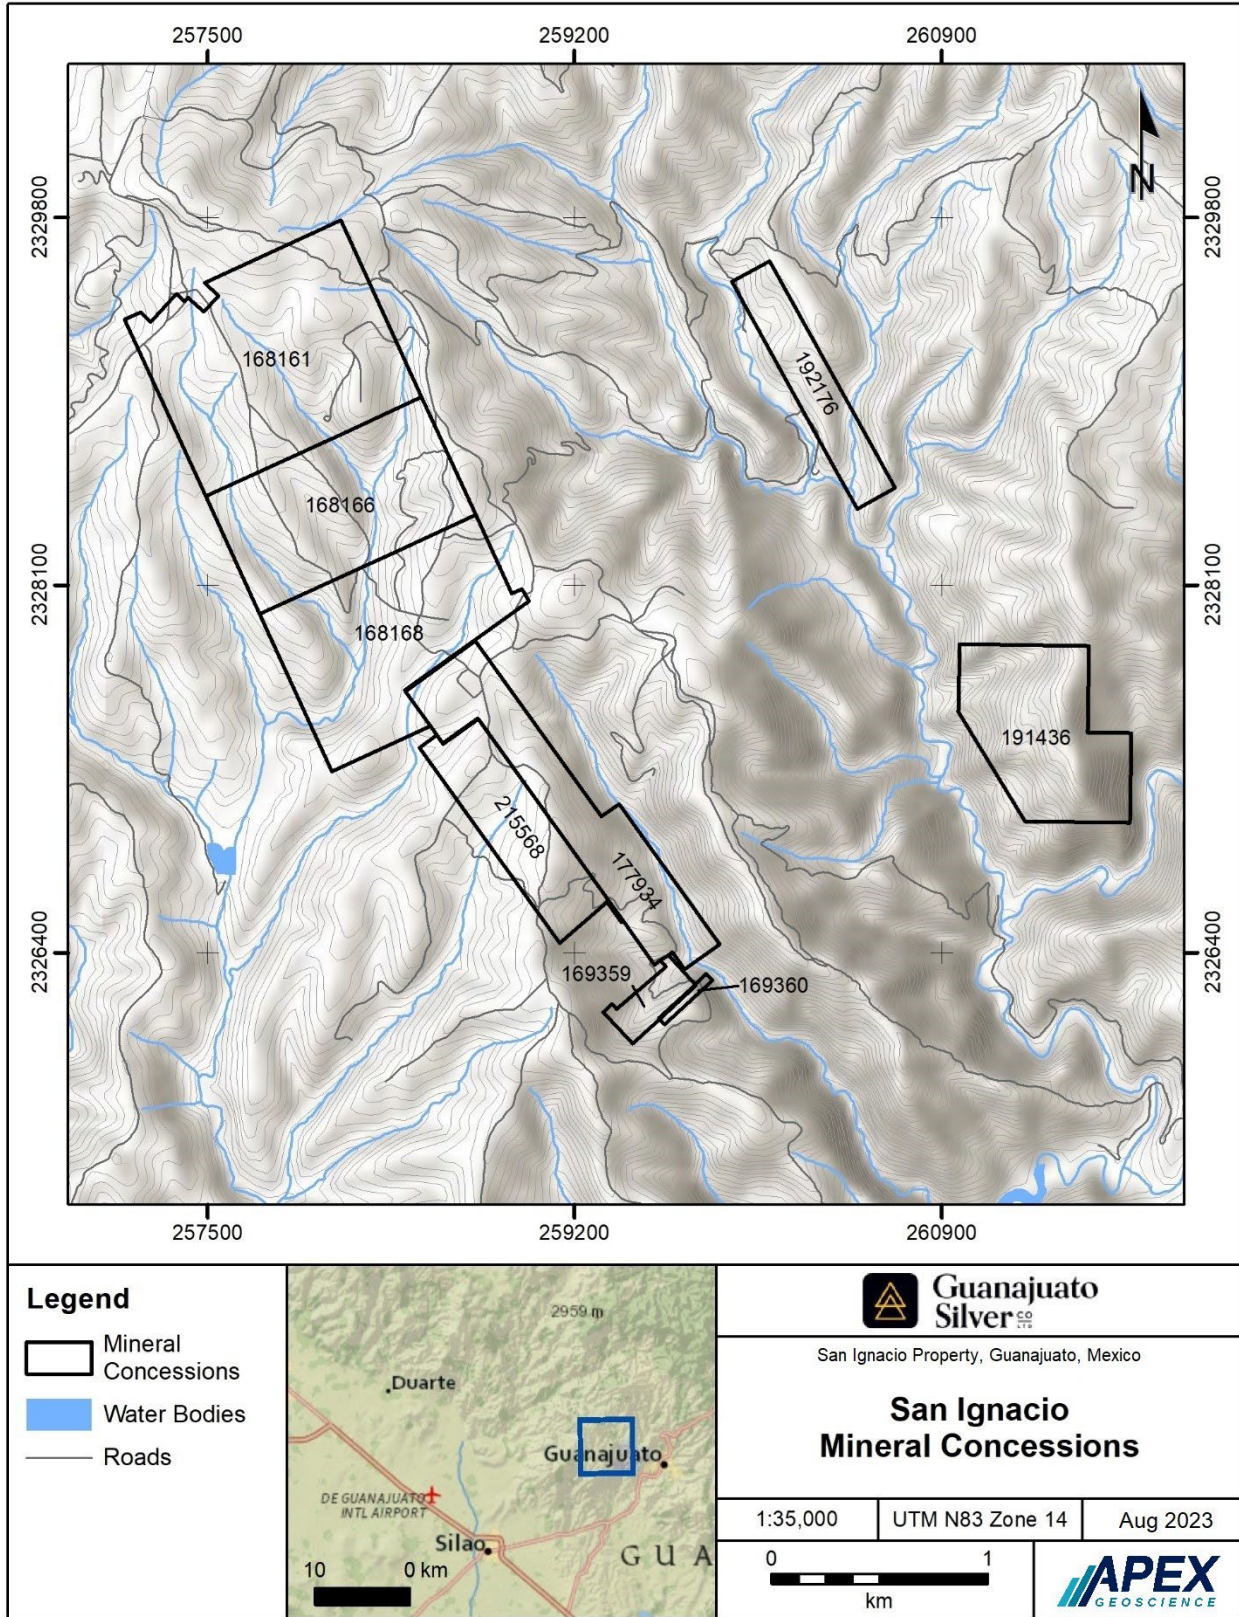 257500
259200
260900
2329800
2329800
N
168161
192176
168166
2328100
2328100
168168
191436
215568
177934
2326400
2326400
169359
169360
257500
259200
260900
Legend
Mineral
Concessions
Water Bodies
Roads
2959 m
Duarte
Guanajuato
DE GUANAJUATO
INTL AIRPORT
Silao
G U A
10 0 km
Guanajuato
Silver CO
LTD
San Ignacio Property, Guanajuato, Mexico
San Ignacio
Mineral Concessions
1:35,000
UTM N83 Zone 14
Aug 2023
0 1
km
APEX
GEOSCIENCE